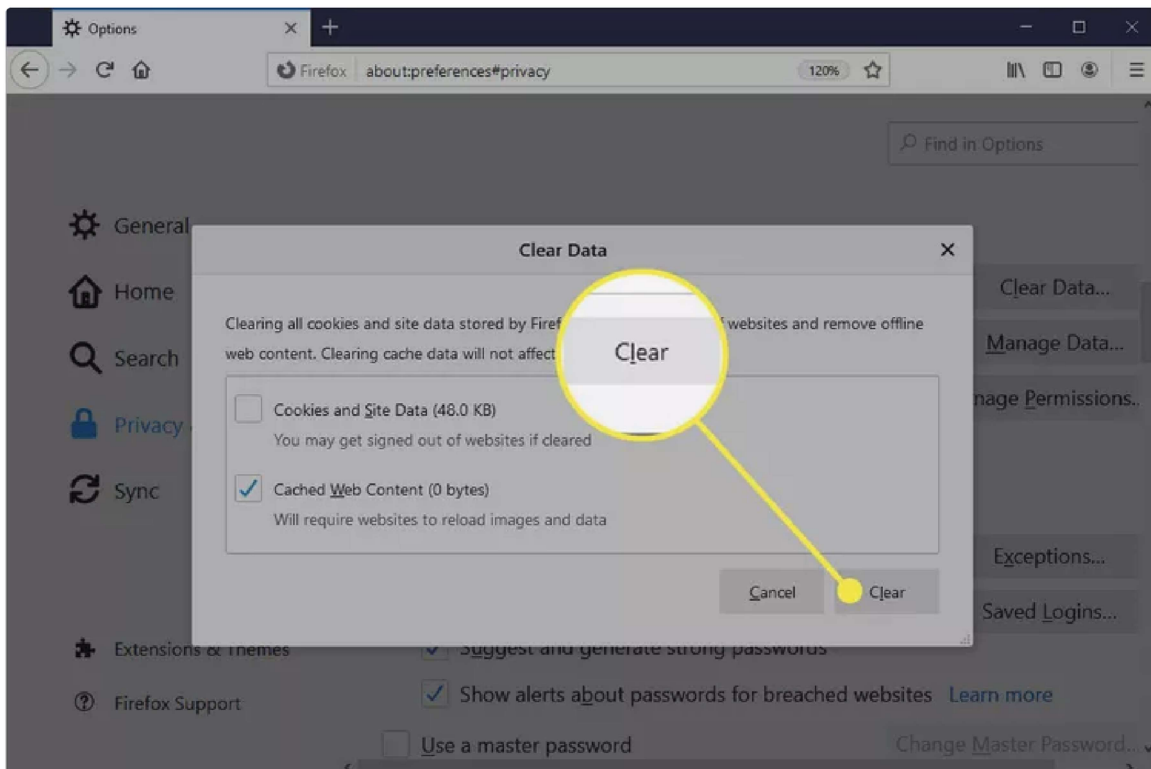 Options
Firefox about:preferences#privacy 120%
Find in Options
General
Home
Search
Privacy
Sync
Extensions & Themes
Firefox Support
Clear Data
Clearing all cookies and site data stored by Firef websites and remove offline
web content. Clearing cache data will not affect
Clear
Cookies and Site Data (48.0 KB)
You may get signed out of websites if cleared
Cached Web Content (0 bytes)
Will require websites to reload images and data
Cancel Clear
Clear Data...
Manage Data...
nage Permissions..
Exceptions...
Saved Logins...
Suggest and generate strong passwords
Show alerts about passwords for breached websites Learn more
Use a master password
Change Master Password...